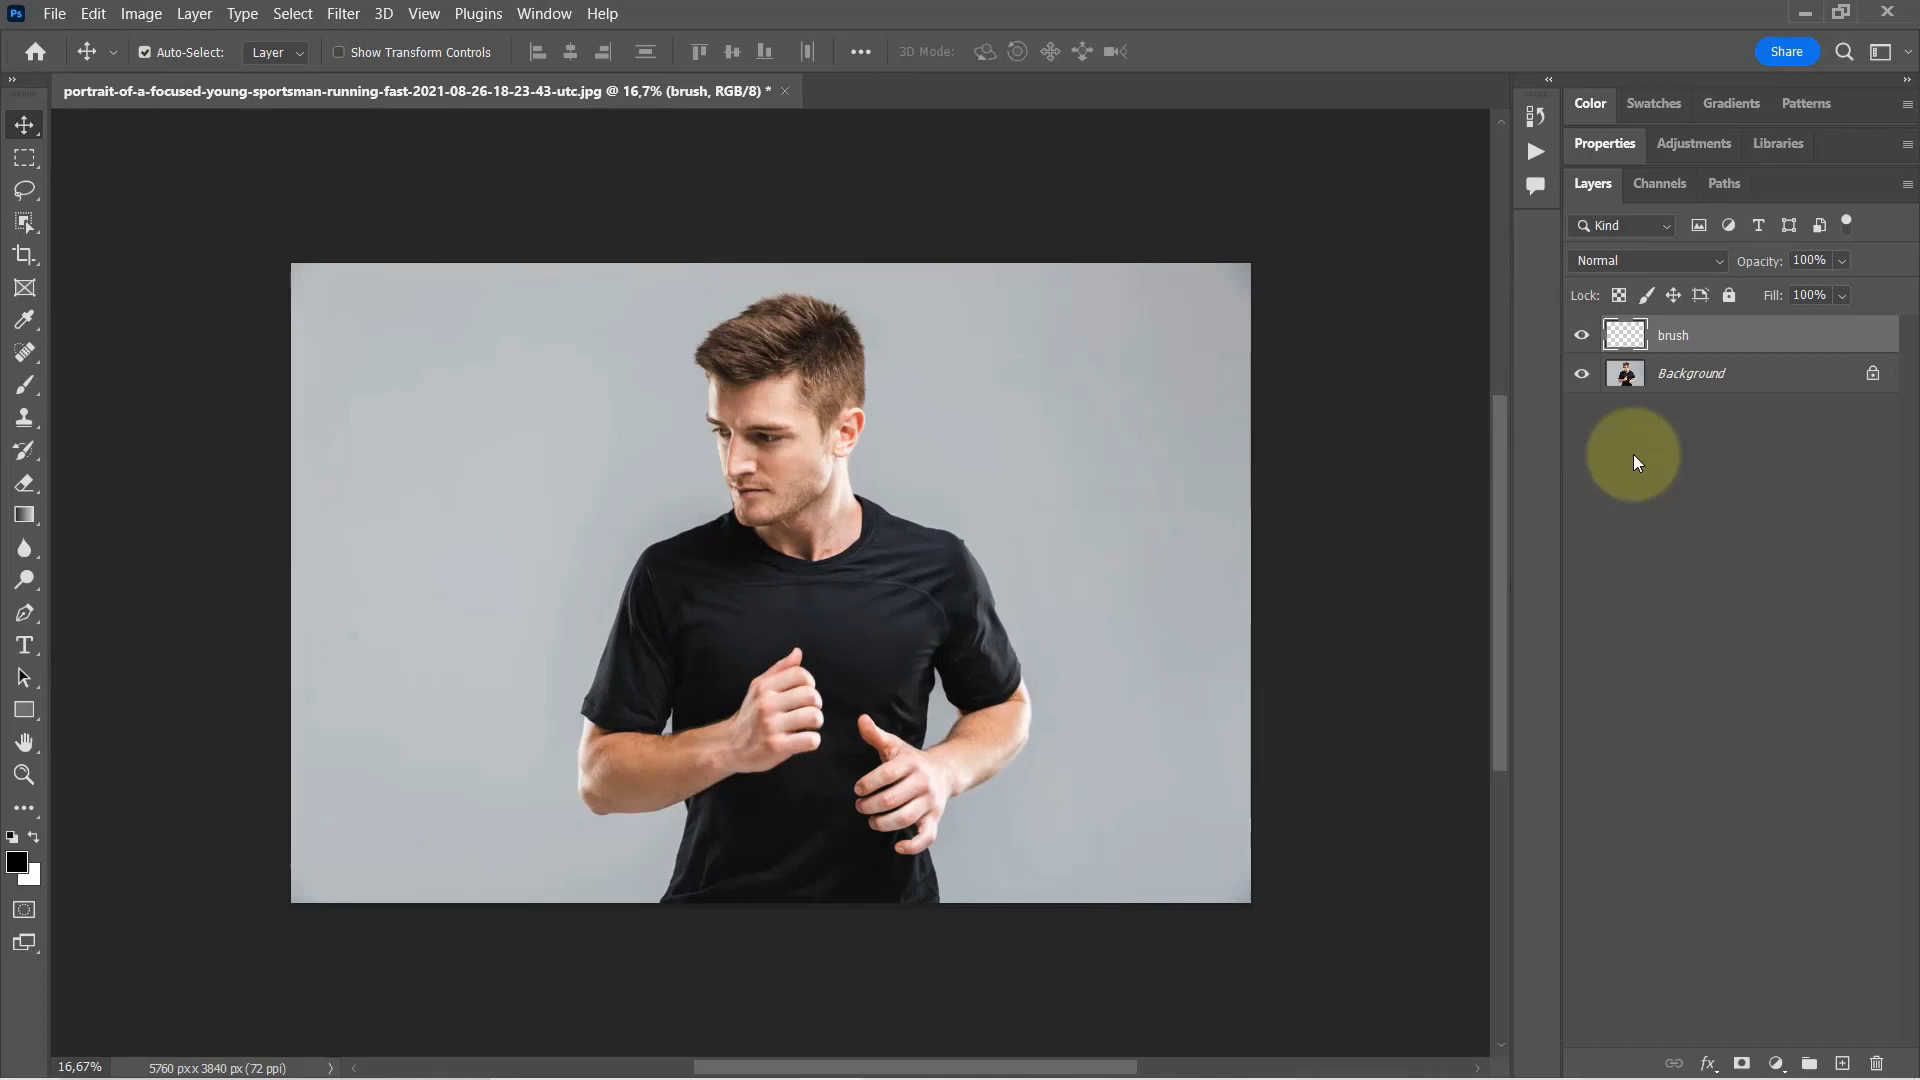 Ps File Edit Image Layer Type Select Filter 3D View Plugins Window Help
Auto-Select: Layer Show Transform Controls 3D Mode: Share
portrait-of-a-focused-young-sportsman-running-fast-2021-08-26-18-23-43-utc.jpg @ 16,7% (brush, RGB/8) *
Color Swatches Gradients Patterns
Properties Adjustments Libraries
Layers Channels Paths
Kind
Normal Opacity: 100%
Lock: Fill: 100%
brush
Background
16,67% 5760 px x 3840 px (72 ppi)